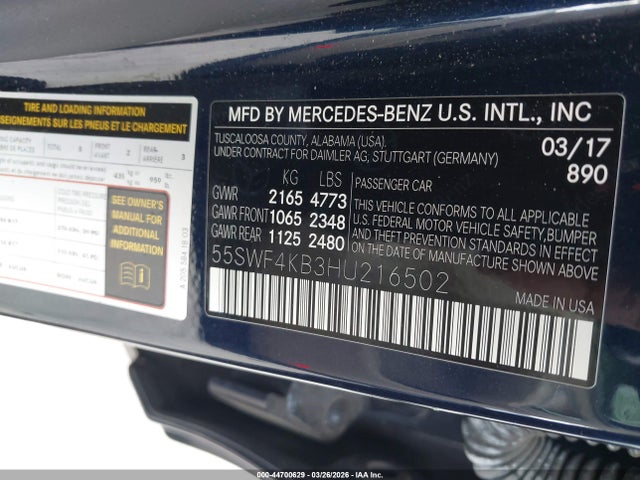 TIRE AND LOADING INFORMATION
RENSEIGNEMENTS SUR LES PNEUS ET LE CHARGEMENT
SEE OWNER'S
MANUAL FOR
ADDITIONAL
INFORMATION
A 205 584 18 03
MFD BY MERCEDES-BENZ U.S. INTL., INC
TUSCALOOSA COUNTY, ALABAMA (USA).
UNDER CONTRACT FOR DAIMLER AG, STUTTGART (GERMANY)
03/17
890
KG LBS
GVWR 2165 4773
GAWR FRONT 1065 2348
GAWR REAR 1125 2480
PASSENGER CAR
THIS VEHICLE CONFORMS TO ALL APPLICABLE
U.S. FEDERAL MOTOR VEHICLE SAFETY, BUMPER
AND THEFT PREVENTION STANDARDS IN EFFECT
ON THE DATE OF MANUFACTURE SHOWN ABOVE.
55SWF4KB3HU216502
MADE IN USA
000-44700629 - 03/26/2026 - IAA Inc.